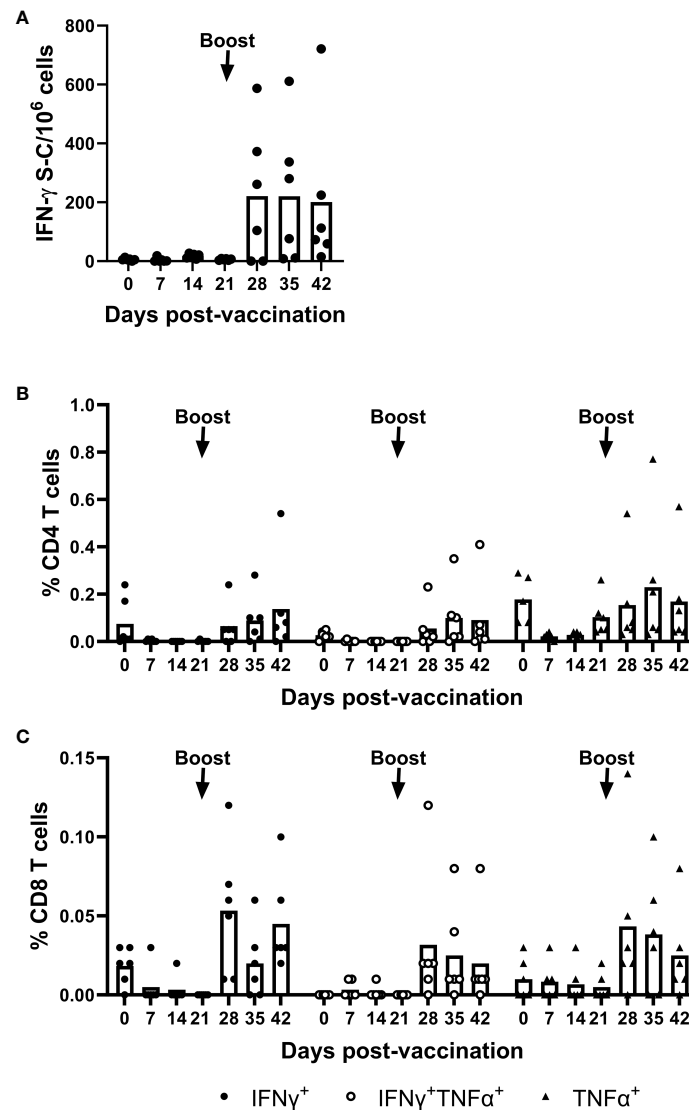 A
IFN-γ S-C/10⁶ cells
800
600
400
200
0
Boost
0 7 14 21 28 35 42
Days post-vaccination
B
% CD4 T cells
1.0
0.8
0.6
0.4
0.2
0.0
Boost Boost Boost
0 7 14 21 28 35 42 0 7 14 21 28 35 42 0 7 14 21 28 35 42
Days post-vaccination
C
% CD8 T cells
0.15
0.10
0.05
0.00
Boost Boost Boost
0 7 14 21 28 35 42 0 7 14 21 28 35 42 0 7 14 21 28 35 42
Days post-vaccination
IFNγ⁺ IFNγ⁺TNFα⁺ TNFα⁺